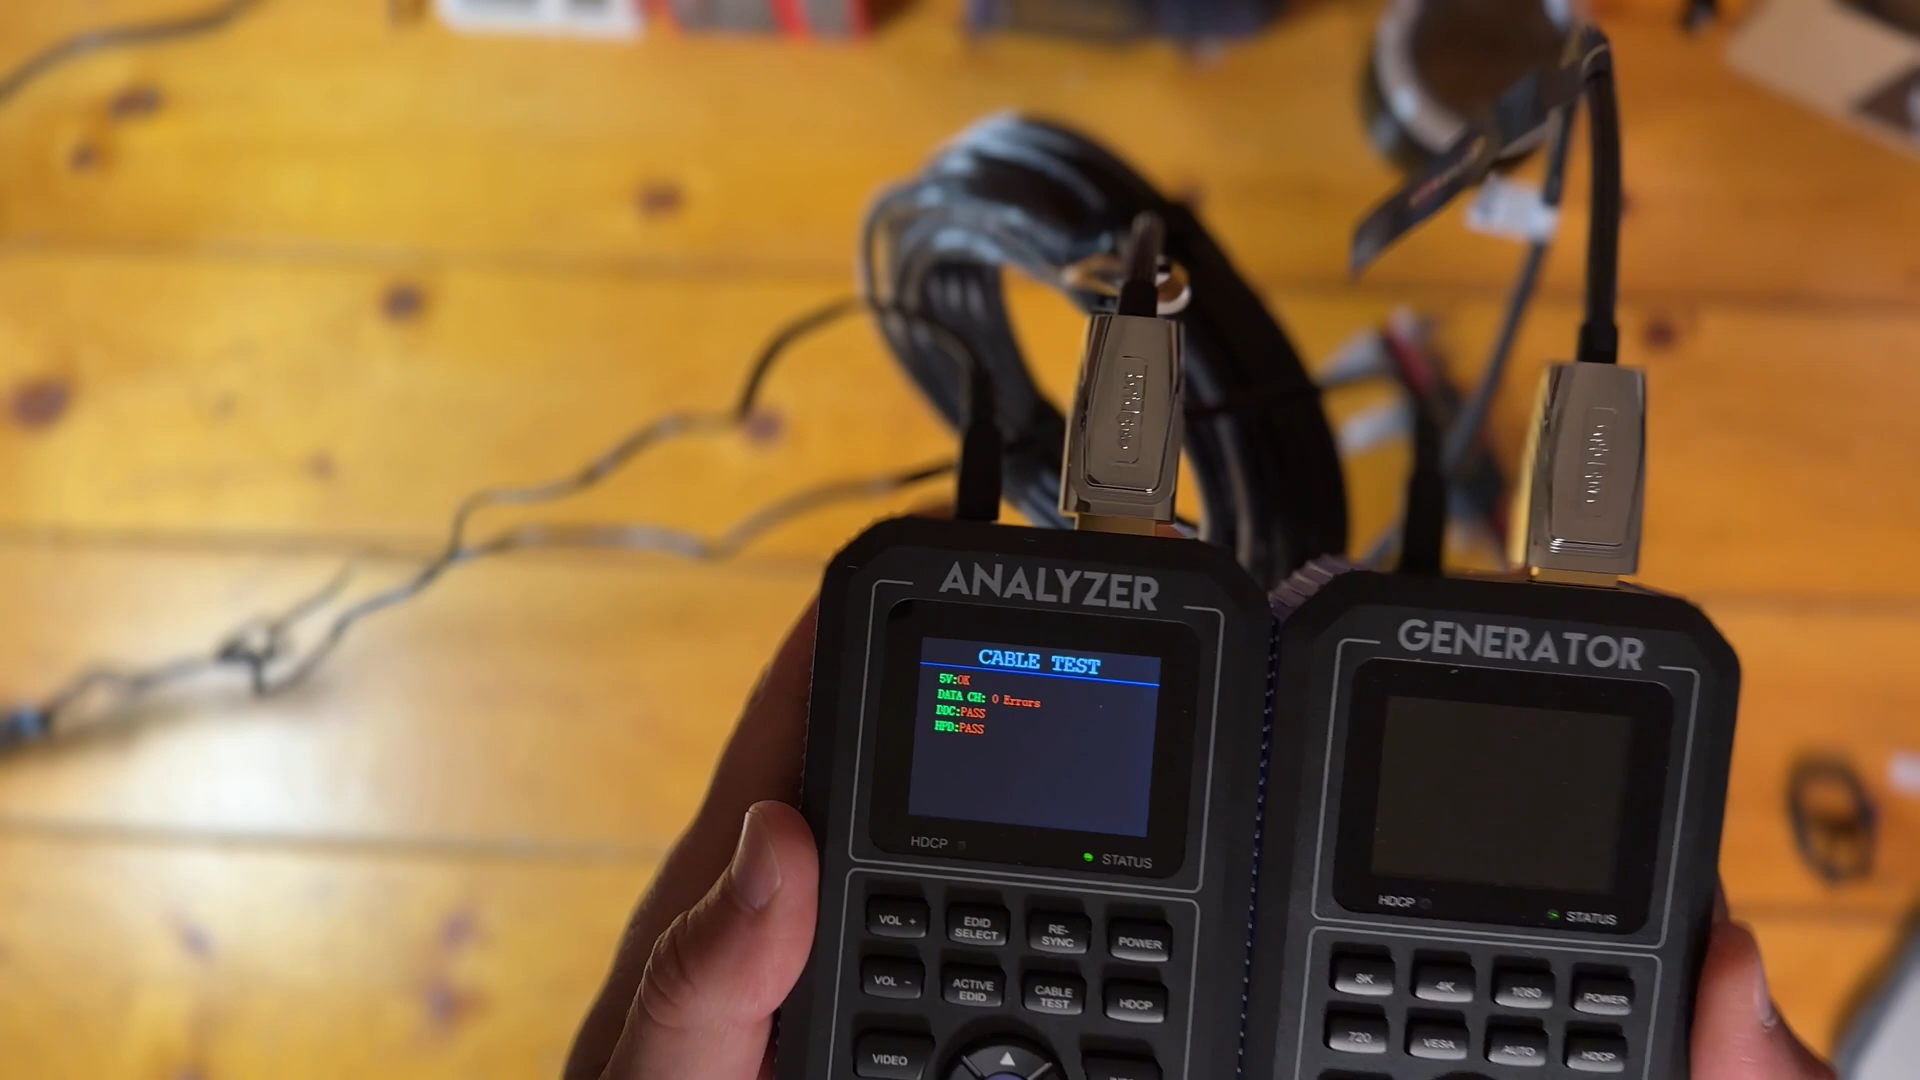 ANALYZER
CABLE TEST
5V:OK
DATA CH: 0 Errors
DDC:PASS
HPD:PASS
HDCP
STATUS
VOL +
EDID SELECT
RE-SYNC
POWER
VOL -
ACTIVE EDID
CABLE TEST
HDCP
VIDEO
GENERATOR
HDCP
STATUS
8K
4K
1080
POWER
720
VESA
AUTO
HDCP